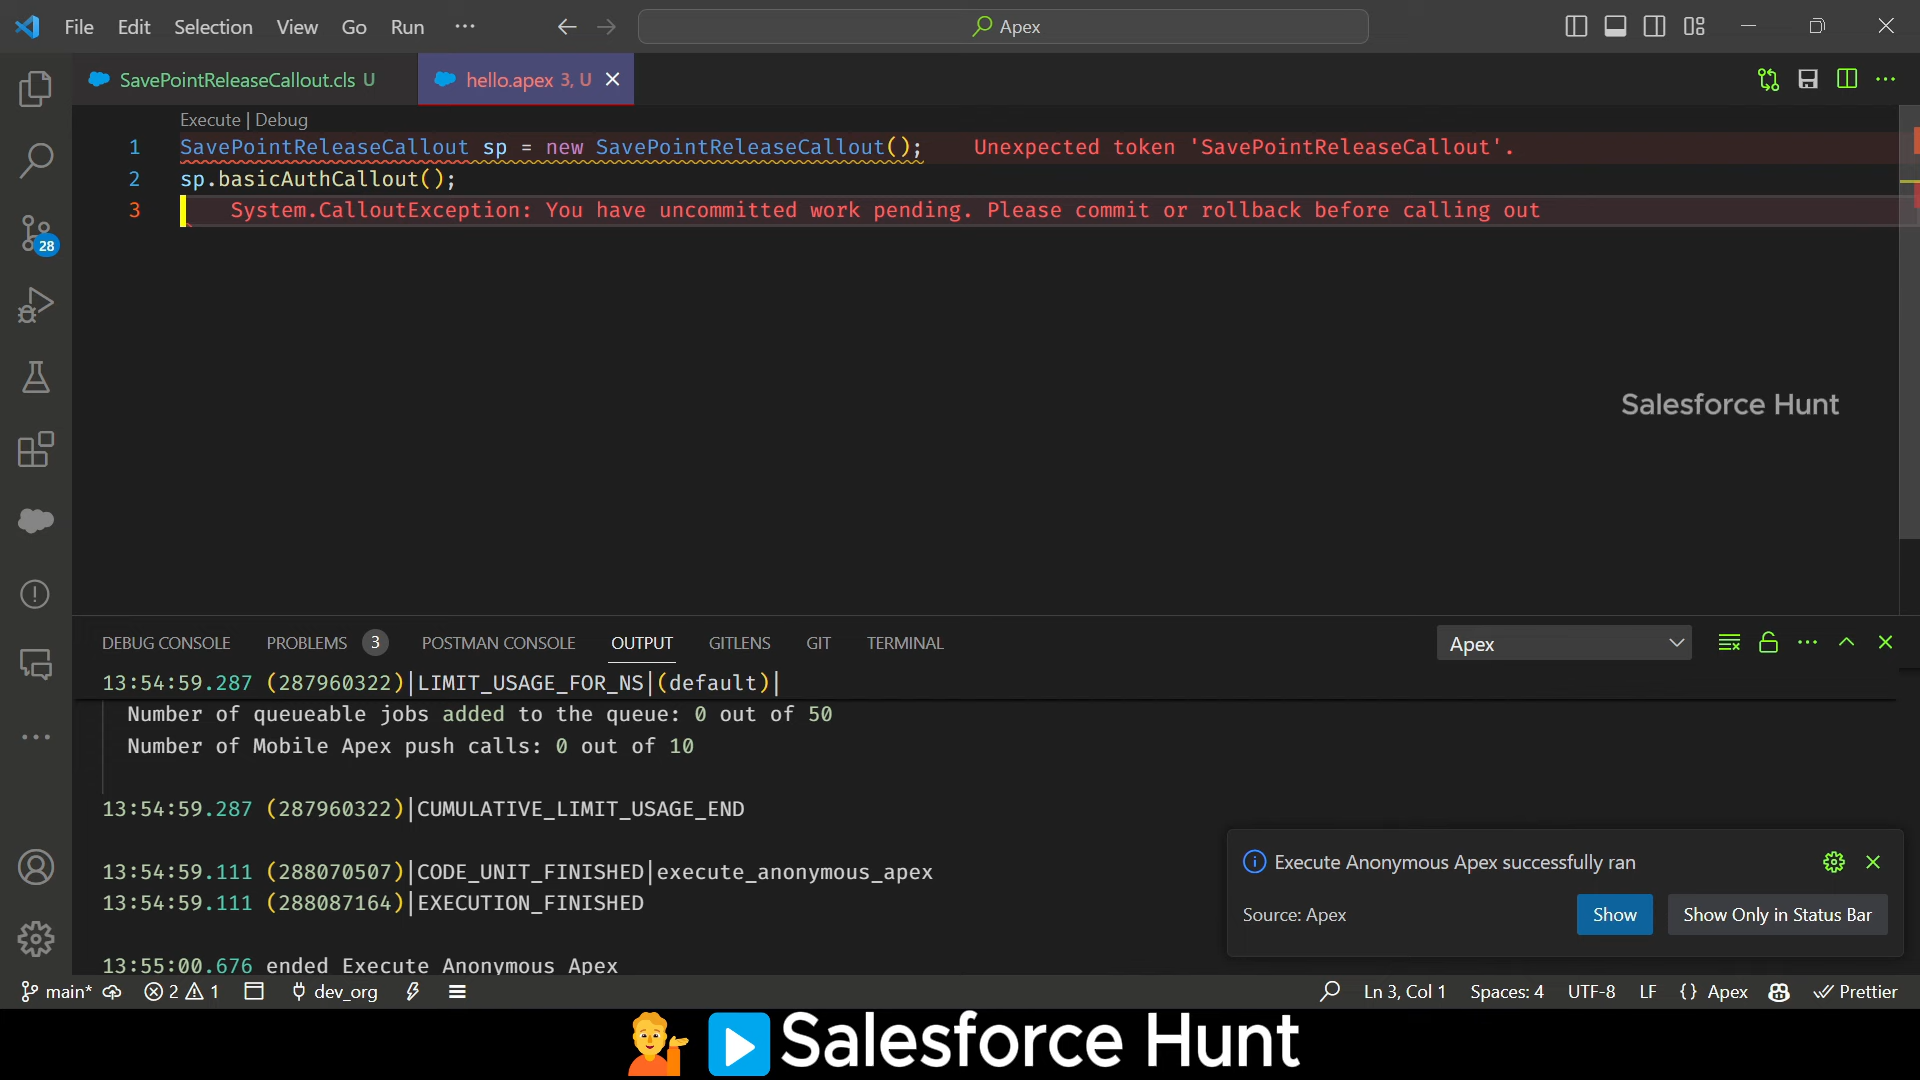 File Edit Selection View Go Run ···
Apex
SavePointReleaseCallout.cls U
hello.apex 3, U
Execute | Debug
1 SavePointReleaseCallout sp = new SavePointReleaseCallout(); Unexpected token 'SavePointReleaseCallout'.
2 sp.basicAuthCallout();
3 System.CalloutException: You have uncommitted work pending. Please commit or rollback before calling out
28
Salesforce Hunt
DEBUG CONSOLE PROBLEMS 3 POSTMAN CONSOLE OUTPUT GITLENS GIT TERMINAL
Apex
13:54:59.287 (287960322)|LIMIT_USAGE_FOR_NS|(default)|
Number of queueable jobs added to the queue: 0 out of 50
Number of Mobile Apex push calls: 0 out of 10
13:54:59.287 (287960322)|CUMULATIVE_LIMIT_USAGE_END
13:54:59.111 (288070507)|CODE_UNIT_FINISHED|execute_anonymous_apex
13:54:59.111 (288087164)|EXECUTION_FINISHED
13:55:00.676 ended Execute Anonymous Apex
Execute Anonymous Apex successfully ran
Source: Apex
Show
Show Only in Status Bar
main* 2 1 dev_org Ln 3, Col 1 Spaces: 4 UTF-8 LF {} Apex Prettier
Salesforce Hunt